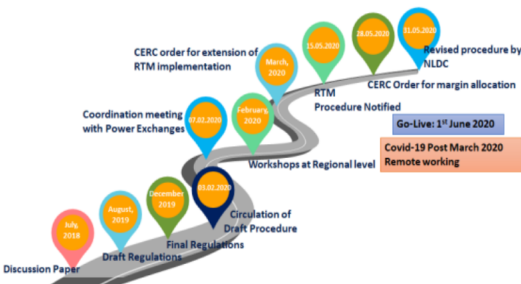 CERC order for extension of
RTM implementation
March,
2020
15.05.2020
28.05.2020
31.05.2020
Revised procedure by
NLDC
CERC Order for margin allocation
RTM
Procedure Notified
Coordination meeting
with Power Exchanges
07.02.2020
February,
2020
Workshops at Regional level
Go-Live: 1st June 2020
Covid-19 Post March 2020
Remote working
July,
2018
Discussion Paper
August,
2019
Draft Regulations
December
2019
Final Regulations
03.02.2020
Circulation of
Draft Procedure